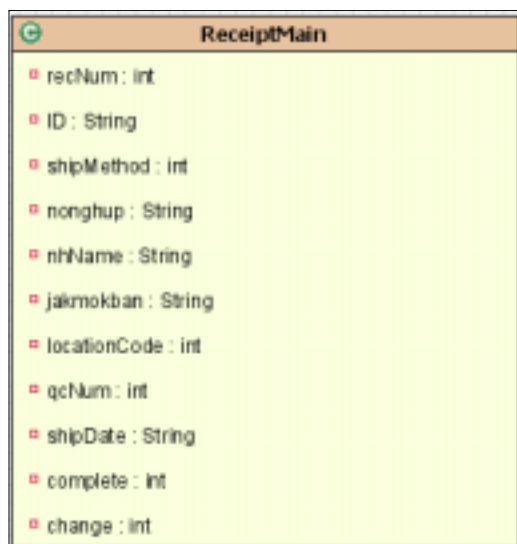 G ReceiptMain
recNum : int
ID : String
shipMethod : int
nonghup : String
nhName : String
jakmokban : String
locationCode : int
qcNum : int
shipDate : String
complete : int
change : int